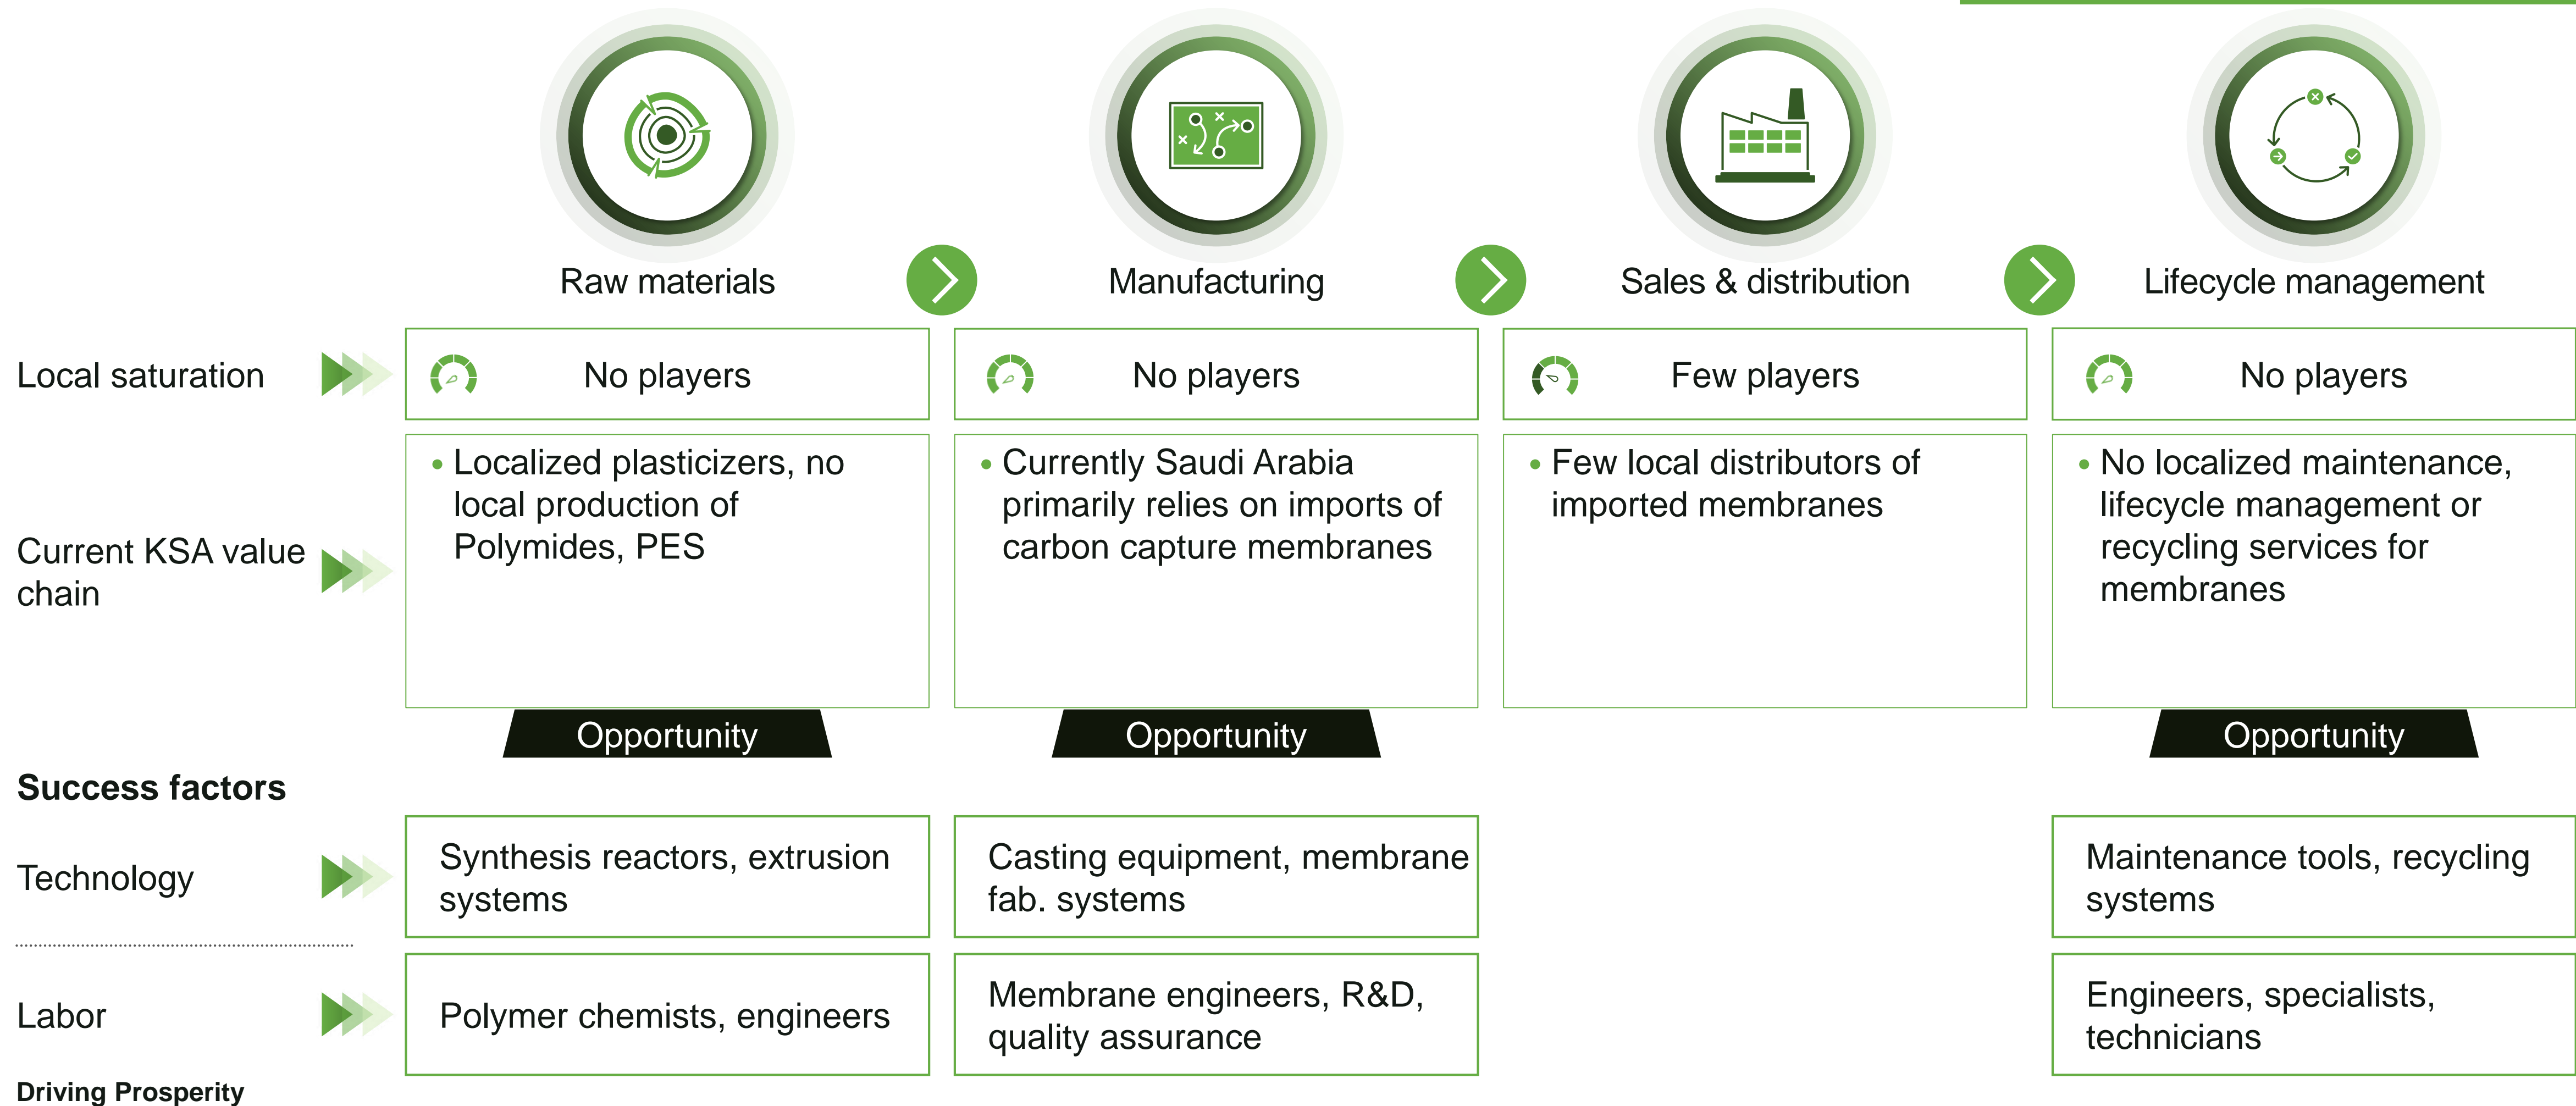 Raw materials
Manufacturing
Sales & distribution
Lifecycle management
Local saturation
No players
No players
Few players
No players
Current KSA value
chain
• Localized plasticizers, no
local production of
Polymides, PES
• Currently Saudi Arabia
primarily relies on imports of
carbon capture membranes
• Few local distributors of
imported membranes
• No localized maintenance,
lifecycle management or
recycling services for
membranes
Opportunity
Opportunity
Opportunity
Success factors
Technology
Synthesis reactors, extrusion
systems
Casting equipment, membrane
fab. systems
Maintenance tools, recycling
systems
Labor
Polymer chemists, engineers
Membrane engineers, R&D,
quality assurance
Engineers, specialists,
technicians
Driving Prosperity